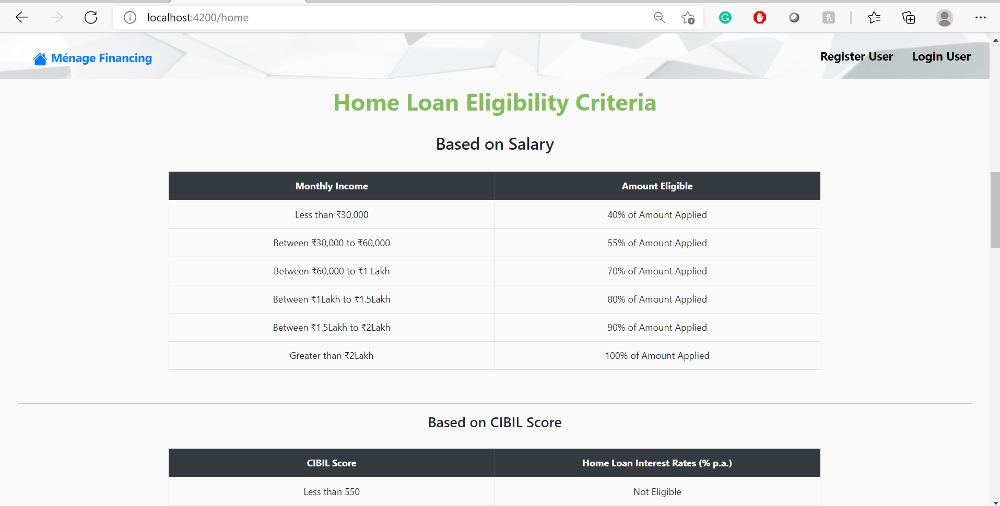 localhost:4200/home
Ménage Financing
Register User
Login User
Home Loan Eligibility Criteria
Based on Salary
Monthly Income
Amount Eligible
Less than ₹30,000
40% of Amount Applied
Between ₹30,000 to ₹60,000
55% of Amount Applied
Between ₹60,000 to ₹1 Lakh
70% of Amount Applied
Between ₹1Lakh to ₹1.5Lakh
80% of Amount Applied
Between ₹1.5Lakh to ₹2Lakh
90% of Amount Applied
Greater than ₹2Lakh
100% of Amount Applied
Based on CIBIL Score
CIBIL Score
Home Loan Interest Rates (% p.a.)
Less than 550
Not Eligible